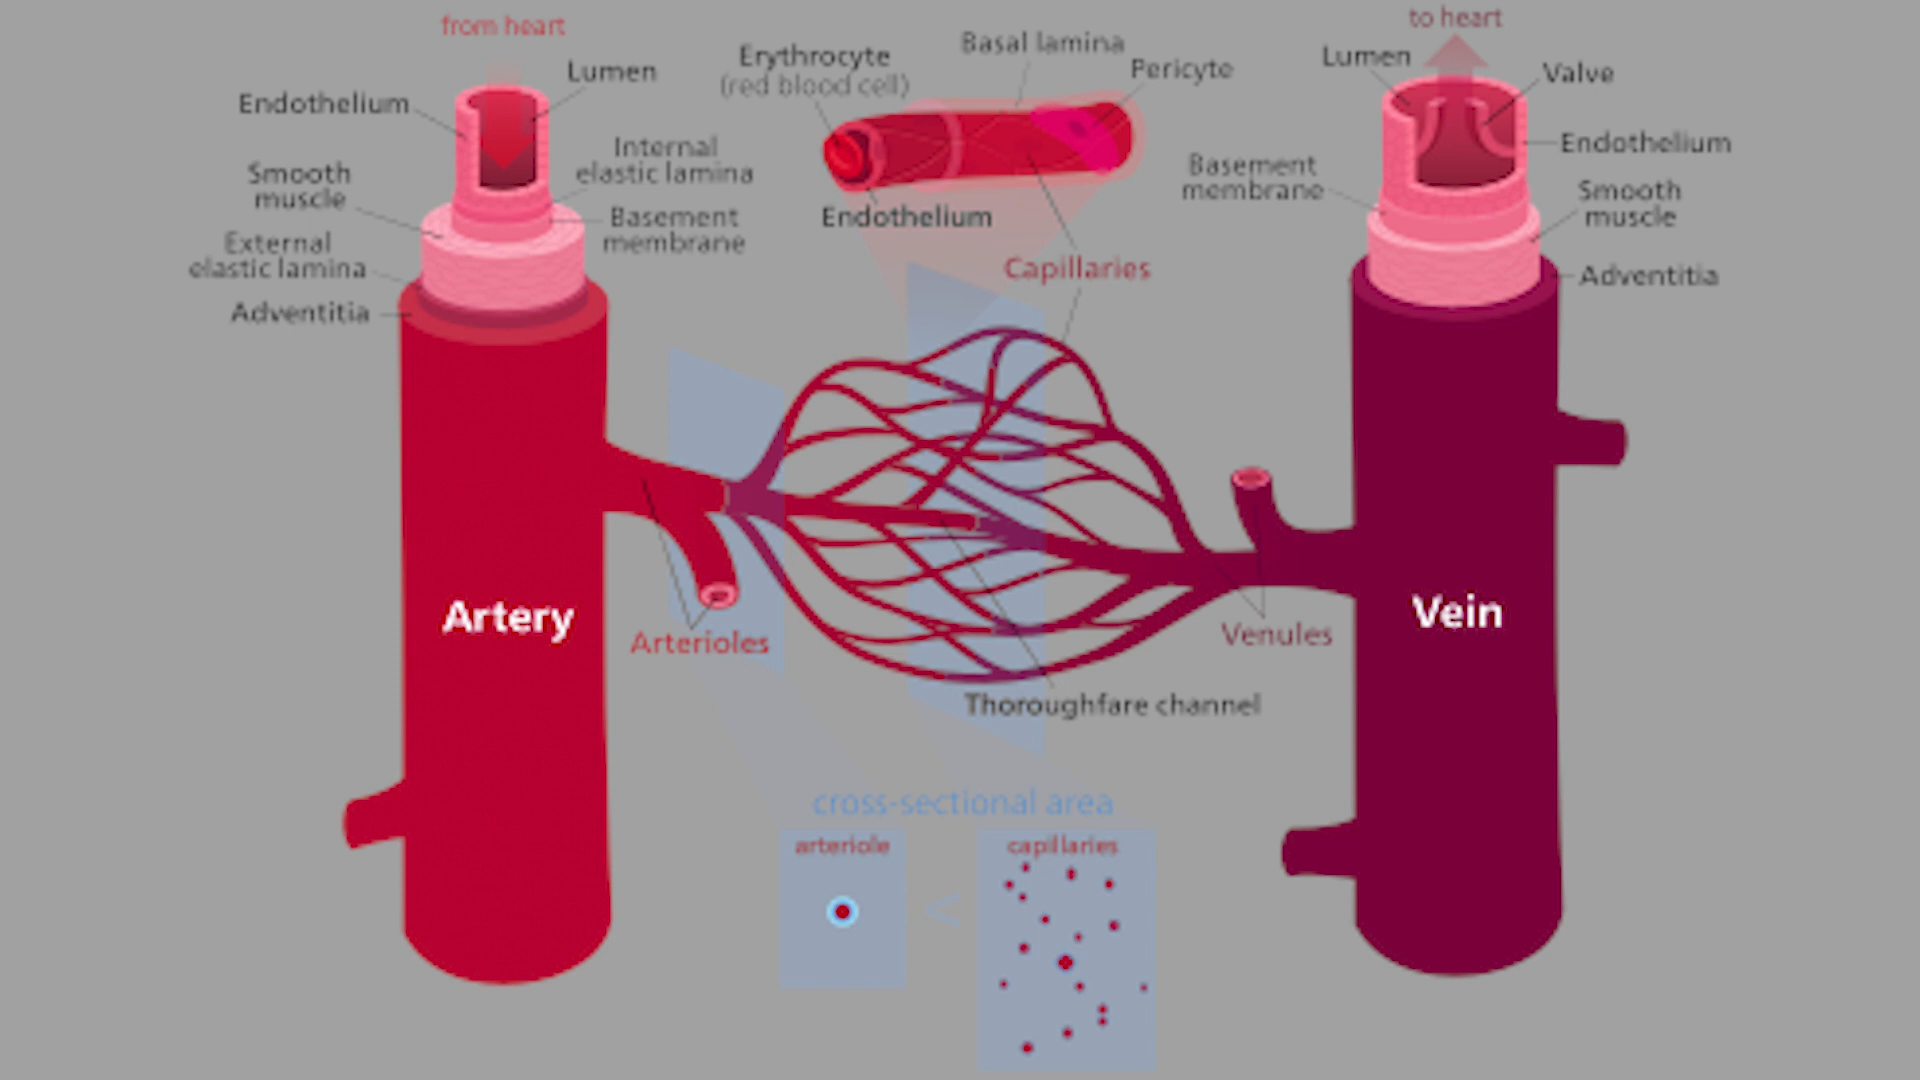 from heart
Lumen
Endothelium
Internal
elastic lamina
Smooth
muscle
Basement
membrane
External
elastic lamina
Adventitia
Artery
Arterioles
Erythrocyte
(red blood cell)
Basal lamina
Pericyte
Endothelium
Capillaries
Thoroughfare channel
Venules
to heart
Lumen
Valve
Endothelium
Basement
membrane
Smooth
muscle
Adventitia
Vein
cross-sectional area
arteriole
<
capillaries